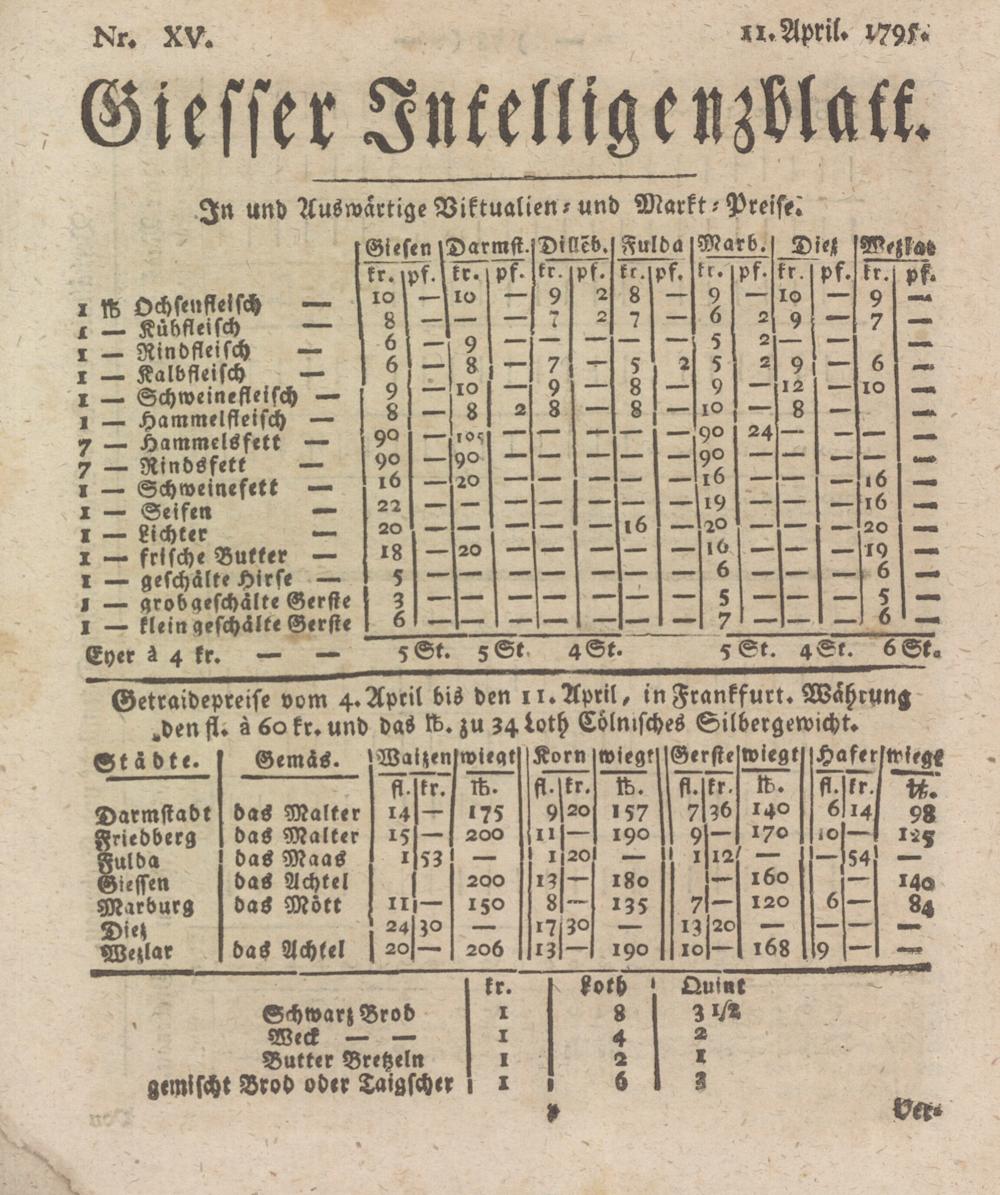 Nr. XV. 11. April. 1795.
Giesser Intelligenzblatt.
In und Auswärtige Viktualien- und Markt-Preise.
Giesen Darmst. Dillēb. Fulda Marb. Diez Wezlar
kr. pf. kr. pf. kr. pf. kr. pf. kr. pf. kr. pf. kr. pf.
1 ℔ Ochsenfleisch — 10 — 10 — 9 2 8 — 9 — 10 — 9 —
1 — Kühfleisch 8 — — — 7 2 7 — 6 2 9 — 7 —
1 — Rindfleisch — 6 — 9 — — — — — 5 2 — — — —
1 — Kalbfleisch — 6 — 8 — 7 — 5 2 5 2 9 — 6 —
1 — Schweinefleisch — 9 — 10 — 9 — 8 — 9 — 12 — 10 —
1 — Hammelfleisch 8 — 8 2 8 — 8 — 10 — 8 — — —
7 — Hammelsfett — 90 — 105 — — — — — 90 24 — — — —
7 — Rindsfett 90 — 90 — — — — — 90 — — — — —
1 — Schweinefett — 16 — 20 — — — — — 16 — — — 16 —
1 — Seifen — 22 — — — — — — — 19 — — — 16 —
1 — Lichter — 20 — — — — — 16 — 20 — — — 20 —
1 — frische Butter — 18 — 20 — — — — — 16 — — — 19 —
1 — geschälte Hirse — 5 — — — — — — — 6 — — — 6 —
1 — grobgeschälte Gerste 3 — — — — — — — 5 — — — 5 —
1 — klein geschälte Gerste 6 — — — — — — — 7 — — — 6 —
Eyer à 4 kr. — — 5 St. 5 St. 4 St. 5 St. 4 St. 6 St.
Getraidepreise vom 4. April bis den 11. April, in Frankfurt. Währung
den fl. à 60 kr. und das ℔. zu 34 Loth Cölnisches Silbergewicht.
Städte. Gemäs. Waitzen wiegt Korn wiegt Gerste wiegt Hafer wiegt
fl. kr. ℔. fl. kr. ℔. fl. kr. ℔. fl. kr. ℔.
Darmstadt das Malter 14 — 175 9 20 157 7 36 140 6 14 98
Friedberg das Malter 15 — 200 11 — 190 9 — 170 10 — 125
Fulda das Maas 1 53 — 1 20 — 1 12 — — 54 —
Giessen das Achtel 200 13 — 180 — 160 — 140
Marburg das Mött 11 — 150 8 — 135 7 — 120 6 — 84
Diez 24 30 — 17 30 — 13 20 — — —
Wezlar das Achtel 20 — 206 13 — 190 10 — 168 9 — —
kr. Loth Quint
Schwarz Brod 1 8 3 1/2
Weck — — 1 4 2
Butter Bretzeln 1 2 1
gemischt Brod oder Taigscher 1 6 3
Ver-